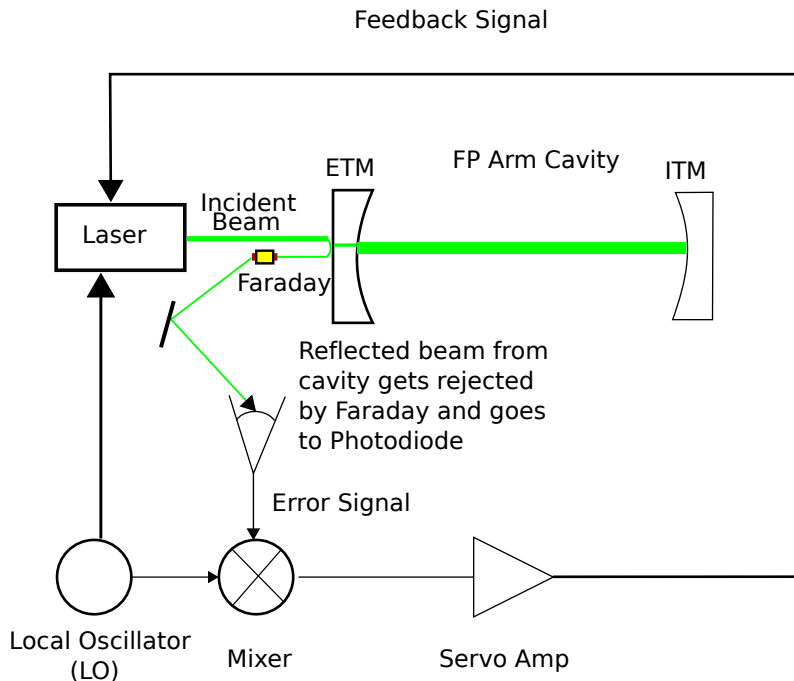 Feedback Signal
ETM
FP Arm Cavity
ITM
Incident
Beam
Laser
Faraday
Reflected beam from
cavity gets rejected
by Faraday and goes
to Photodiode
Error Signal
Local Oscillator
(LO)
Mixer
Servo Amp